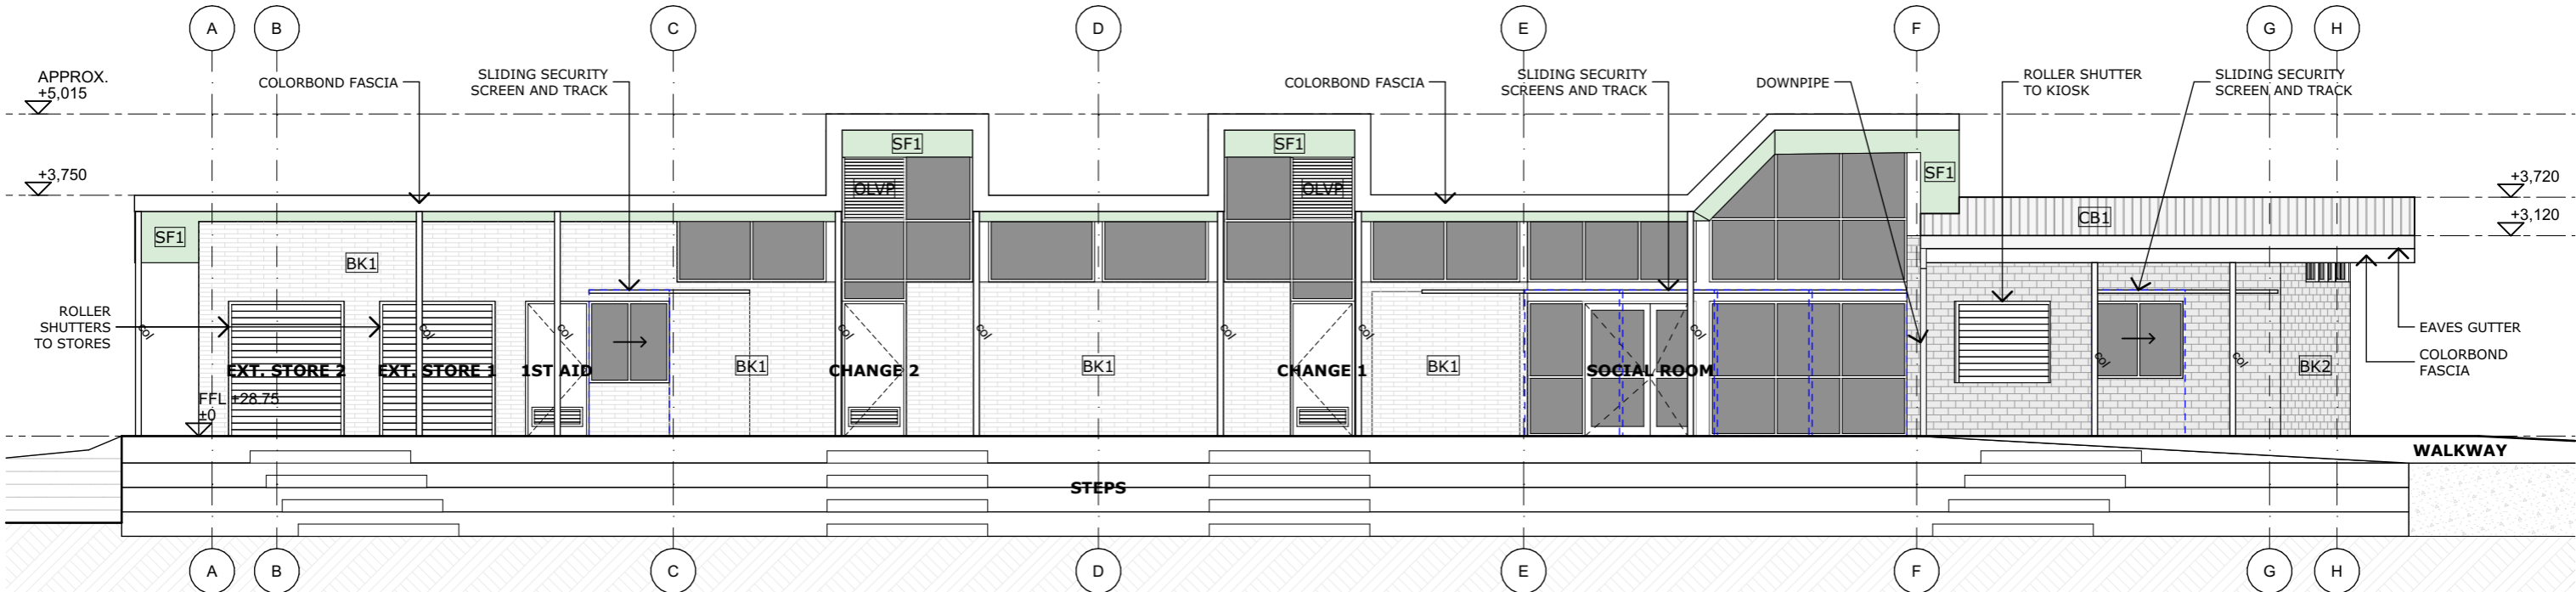 A
B
C
D
E
F
G
H
APPROX.
+5,015
COLORBOND FASCIA
SLIDING SECURITY
SCREEN AND TRACK
COLORBOND FASCIA
SLIDING SECURITY
SCREENS AND TRACK
DOWNPIPE
ROLLER SHUTTER
TO KIOSK
SLIDING SECURITY
SCREEN AND TRACK
SF1
SF1
+3,750
OLVP
OLVP
SF1
+3,720
SF1
CB1
+3,120
BK1
ROLLER
SHUTTERS
TO STORES
col
col
col
col
col
col
col
col
col
col
EAVES GUTTER
COLORBOND
FASCIA
EXT. STORE 2
EXT. STORE 1
1ST AID
BK1
CHANGE 2
BK1
CHANGE 1
BK1
SOCIAL ROOM
BK2
FFL +28.75
±0
WALKWAY
STEPS
A
B
C
D
E
F
G
H